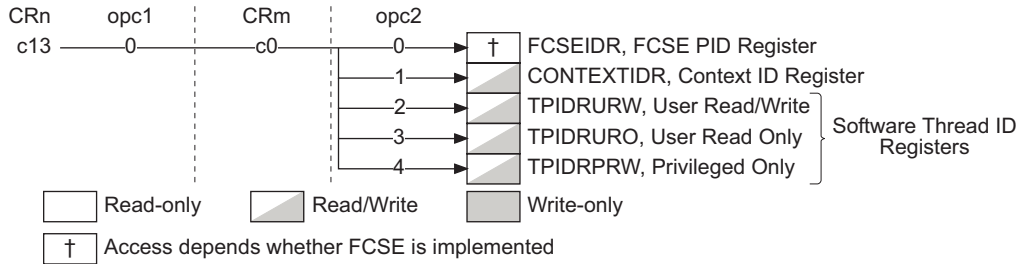 CRn opc1 CRm opc2
c13 0 c0 0 † FCSEIDR, FCSE PID Register
1 CONTEXTIDR, Context ID Register
2 TPIDRURW, User Read/Write
3 TPIDRURO, User Read Only
4 TPIDRPRW, Privileged Only
Software Thread ID
Registers
Read-only Read/Write Write-only
† Access depends whether FCSE is implemented